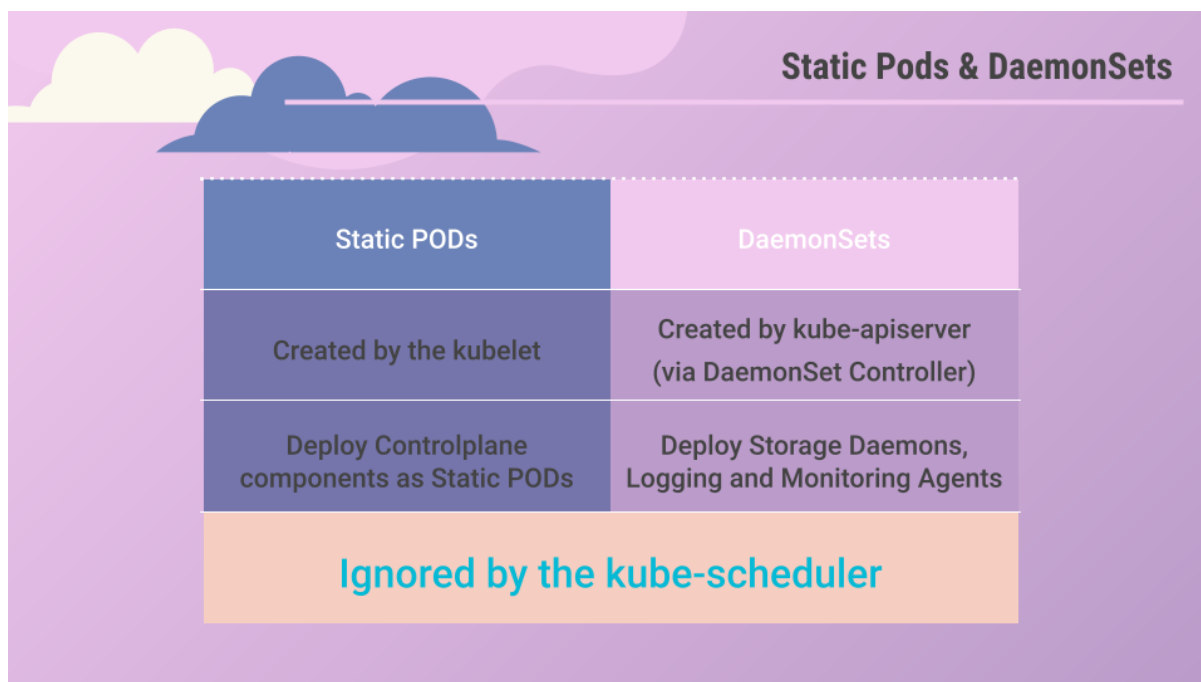 Static Pods & DaemonSets
Static PODs
DaemonSets
Created by the kubelet
Created by kube-apiserver
(via DaemonSet Controller)
Deploy Controlplane
components as Static PODs
Deploy Storage Daemons,
Logging and Monitoring Agents
Ignored by the kube-scheduler